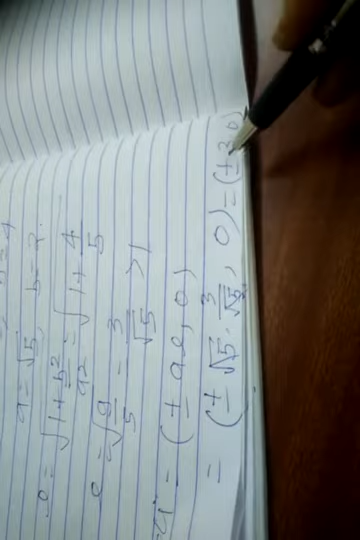 a = √5, b = 2
e = √(1 + b²/a²) = √(1 + 4/5)
e = √(9/5) = 3/√5 > 1
= (± ae, 0)
= (± √5 · 3/√5, 0) = (± 3, 0)